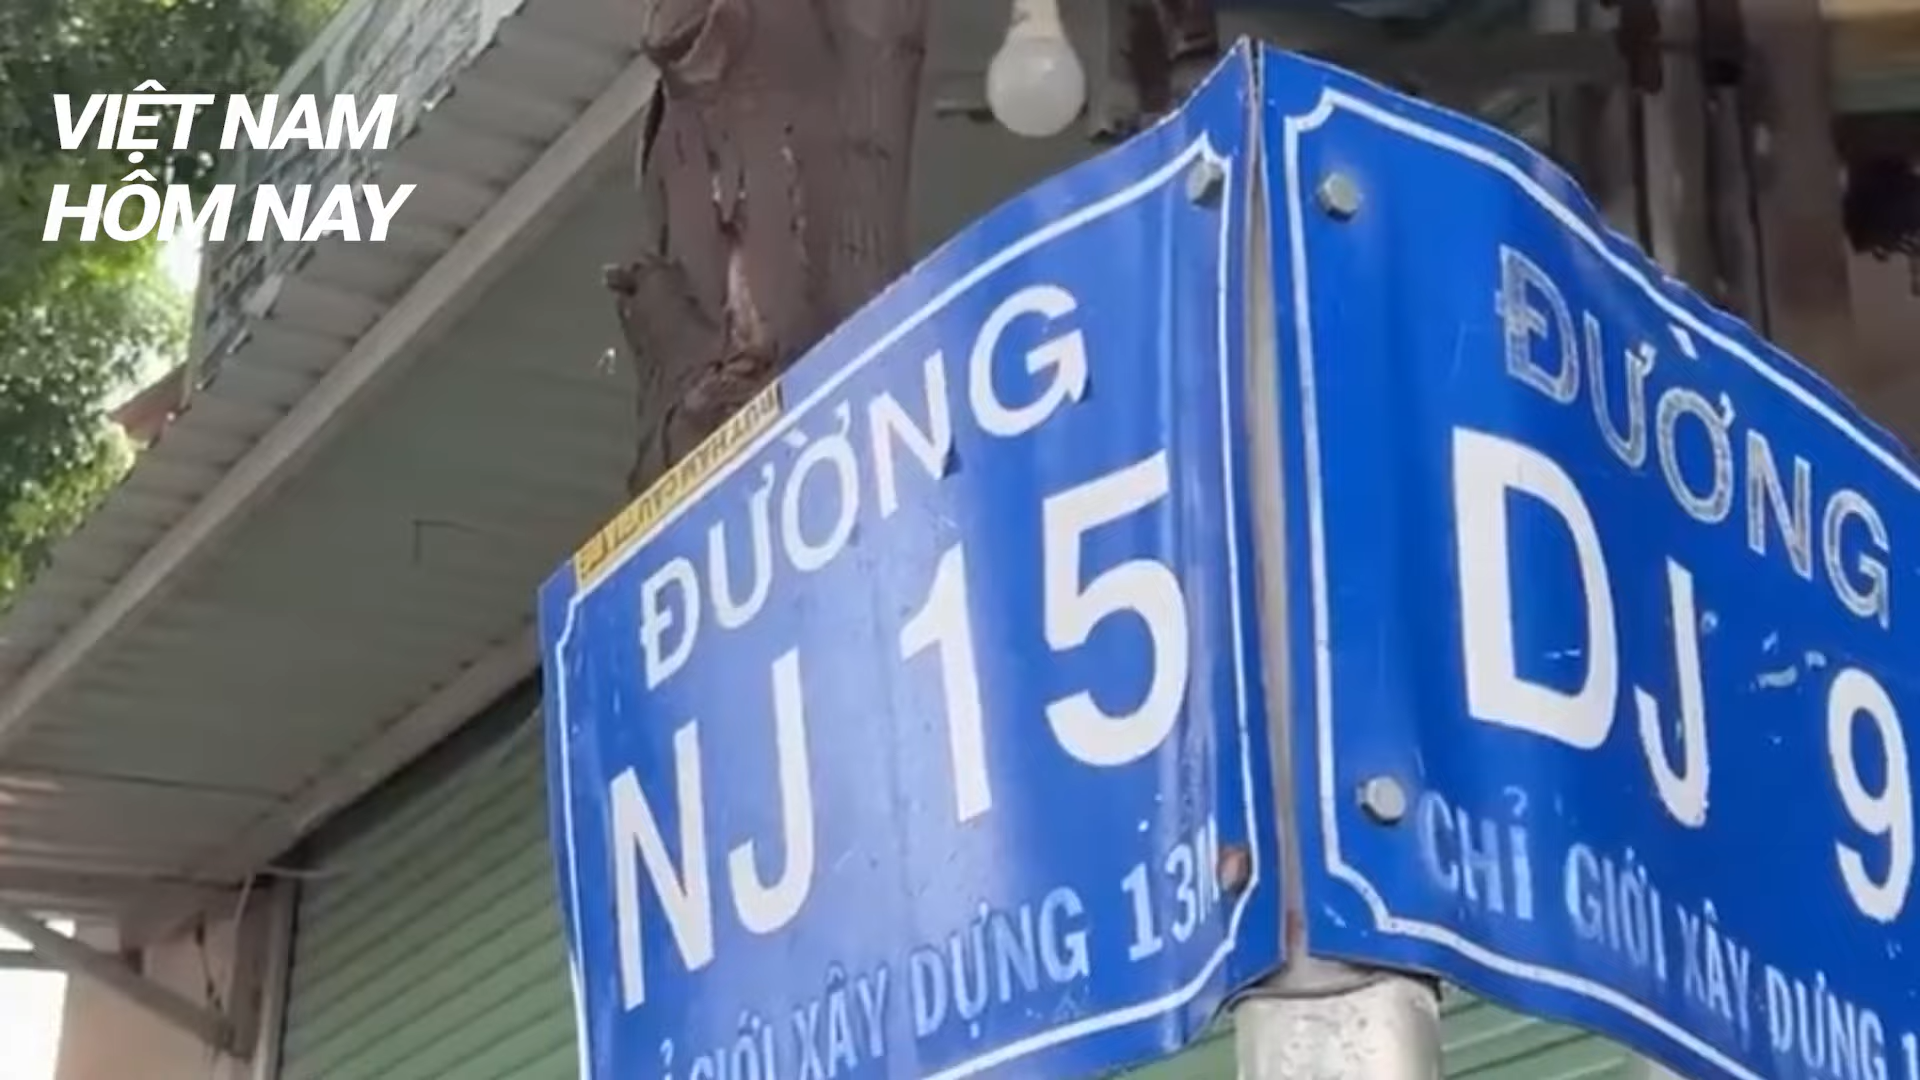 VIỆT NAM
HÔM NAY
ĐƯỜNG
NJ 15
GIỚI XÂY DỰNG 13M
ĐƯỜNG
DJ 9
CHỈ GIỚI XÂY DỰNG